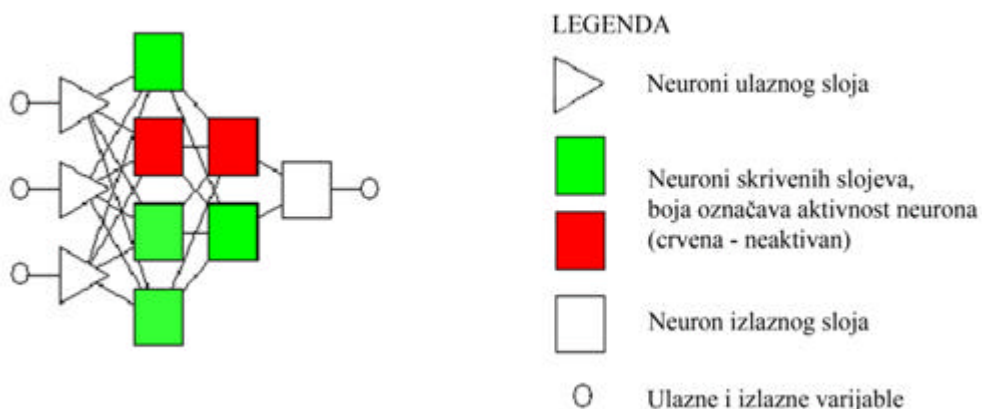 LEGENDA
Neuroni ulaznog sloja
Neuroni skrivenih slojeva,
boja označava aktivnost neurona
(crvena - neaktivan)
Neuron izlaznog sloja
Ulazne i izlazne varijable